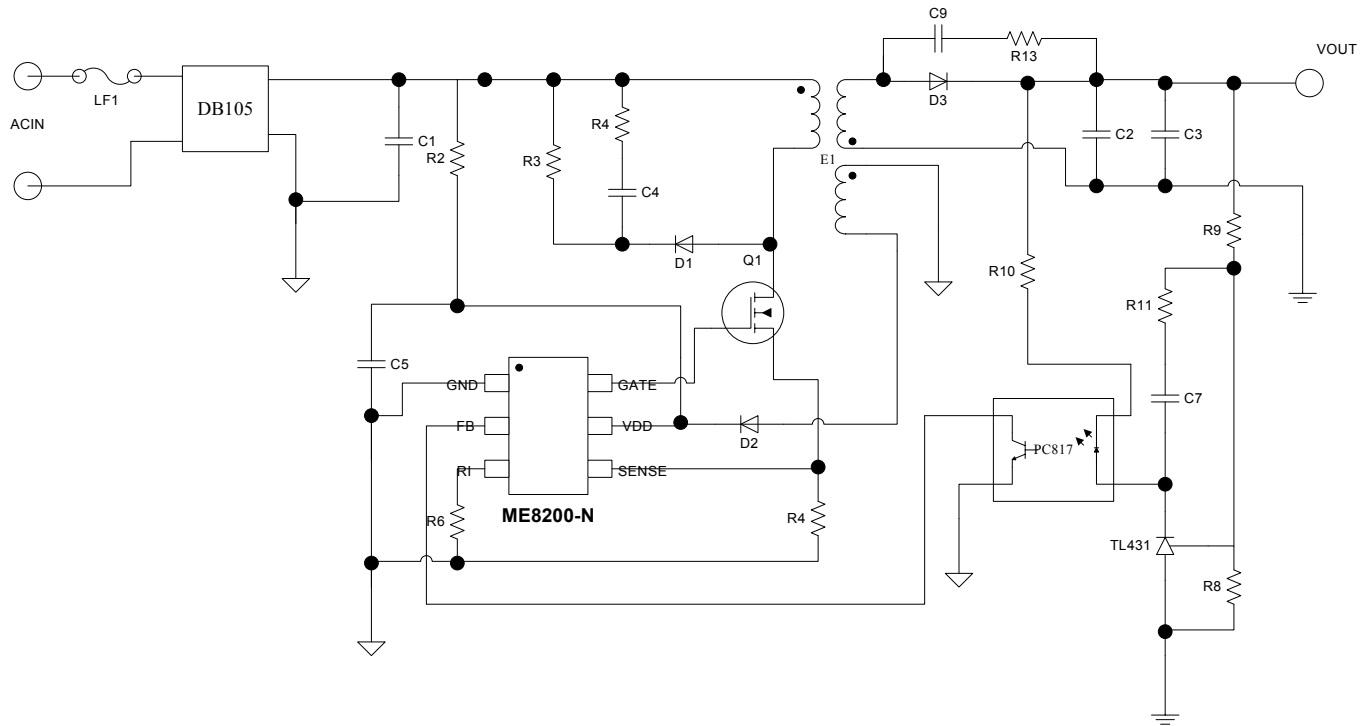 C9
R13
VOUT
LF1
DB105
D3
ACIN
C1
R4
C2
C3
R2
R3
E1
C4
R9
D1
Q1
R10
R11
C5
GND
GATE
C7
FB
VDD
D2
PC817
RI
SENSE
ME8200-N
R6
R4
TL431
R8